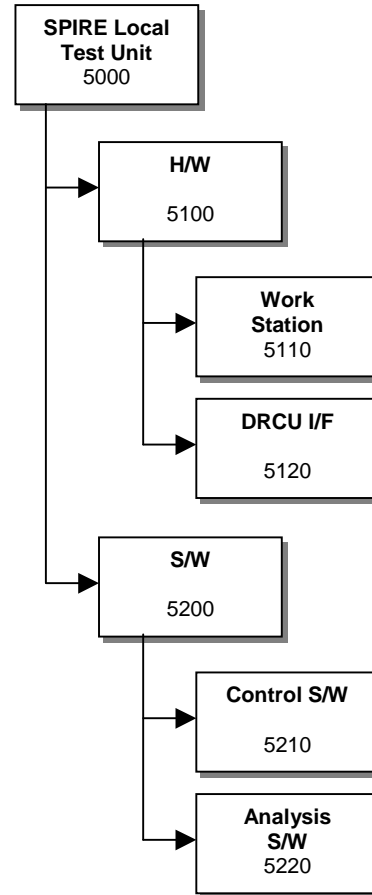 SPIRE Local
Test Unit
5000
H/W
5100
Work
Station
5110
DRCU I/F
5120
S/W
5200
Control S/W
5210
Analysis
S/W
5220